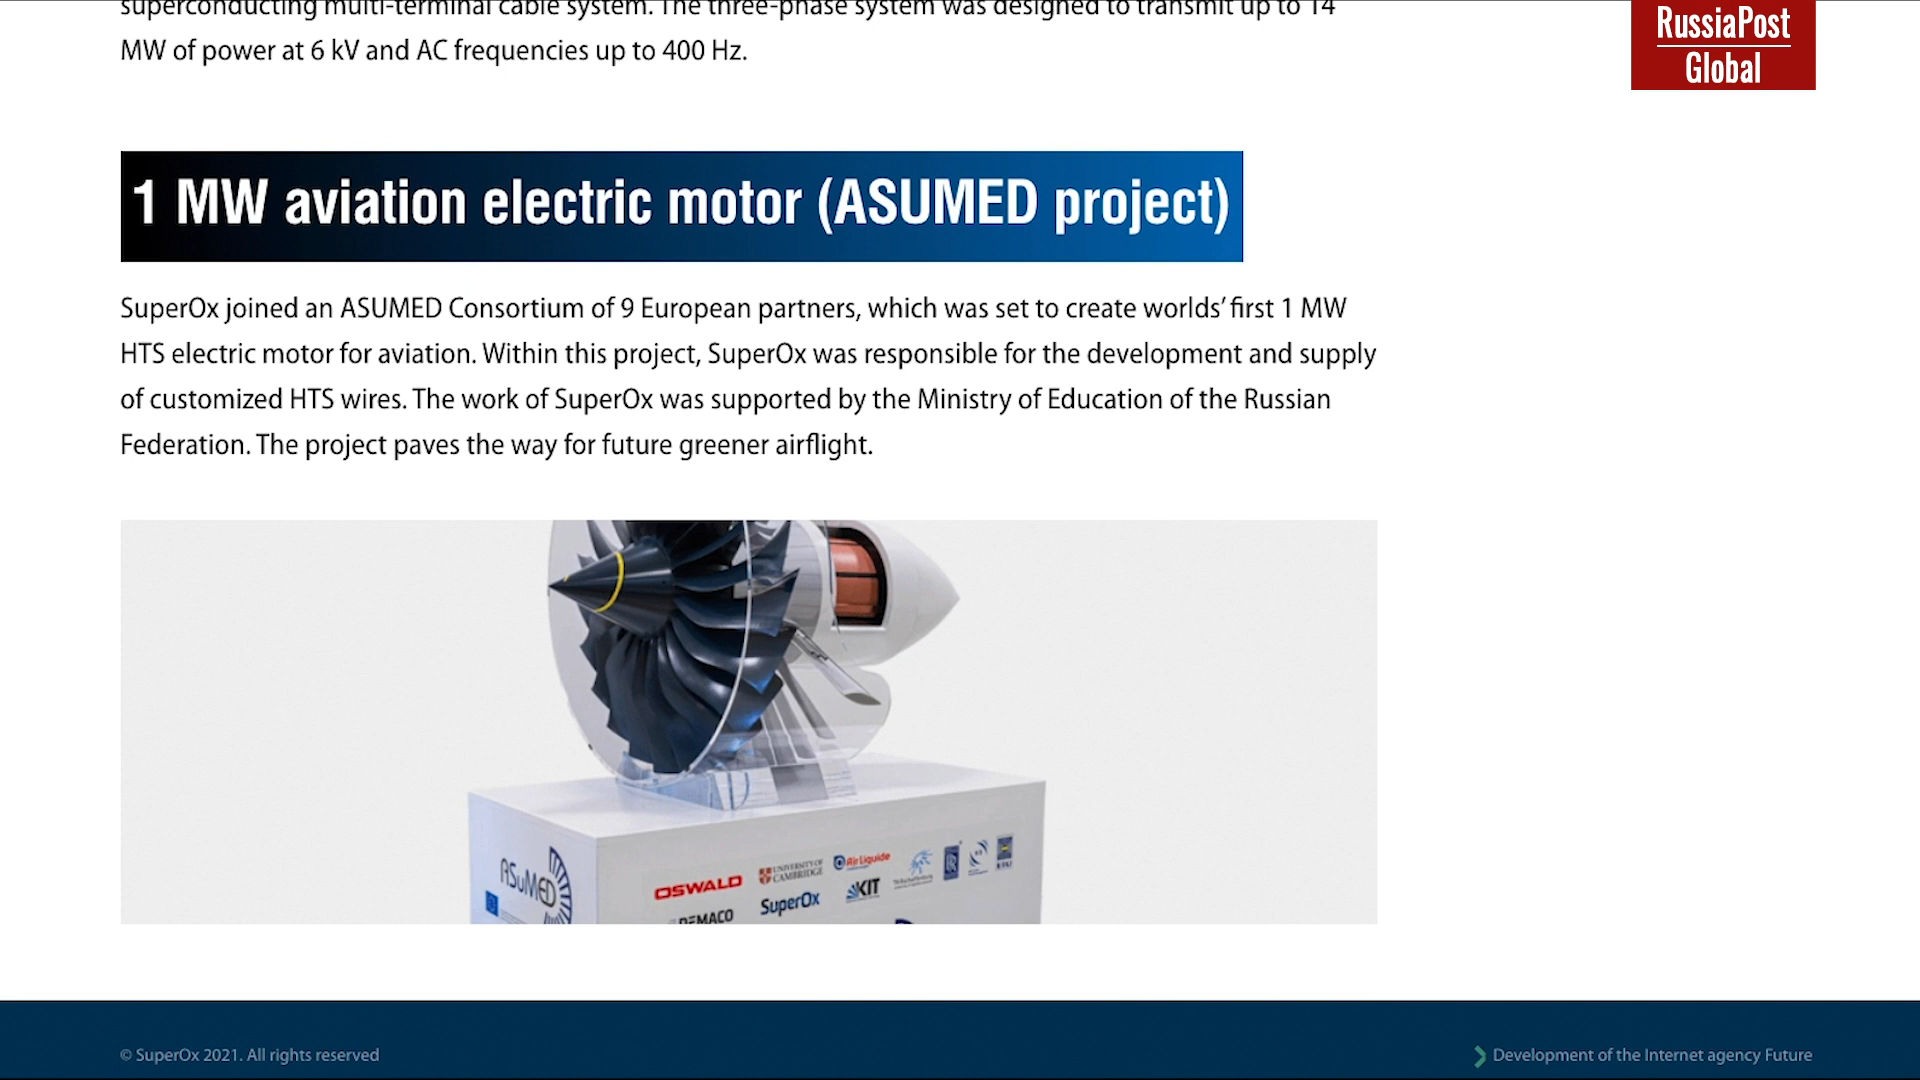 superconducting multi-terminal cable system. The three-phase system was designed to transmit up to 14
MW of power at 6 kV and AC frequencies up to 400 Hz.
RussiaPost
Global
1 MW aviation electric motor (ASUMED project)
SuperOx joined an ASUMED Consortium of 9 European partners, which was set to create worlds’ first 1 MW
HTS electric motor for aviation. Within this project, SuperOx was responsible for the development and supply
of customized HTS wires. The work of SuperOx was supported by the Ministry of Education of the Russian
Federation. The project paves the way for future greener airflight.
ASuMED
OSWALD
UNIVERSITY OF
CAMBRIDGE
Air Liquide
DEMACO
SuperOx
KIT
© SuperOx 2021. All rights reserved
Development of the Internet agency Future